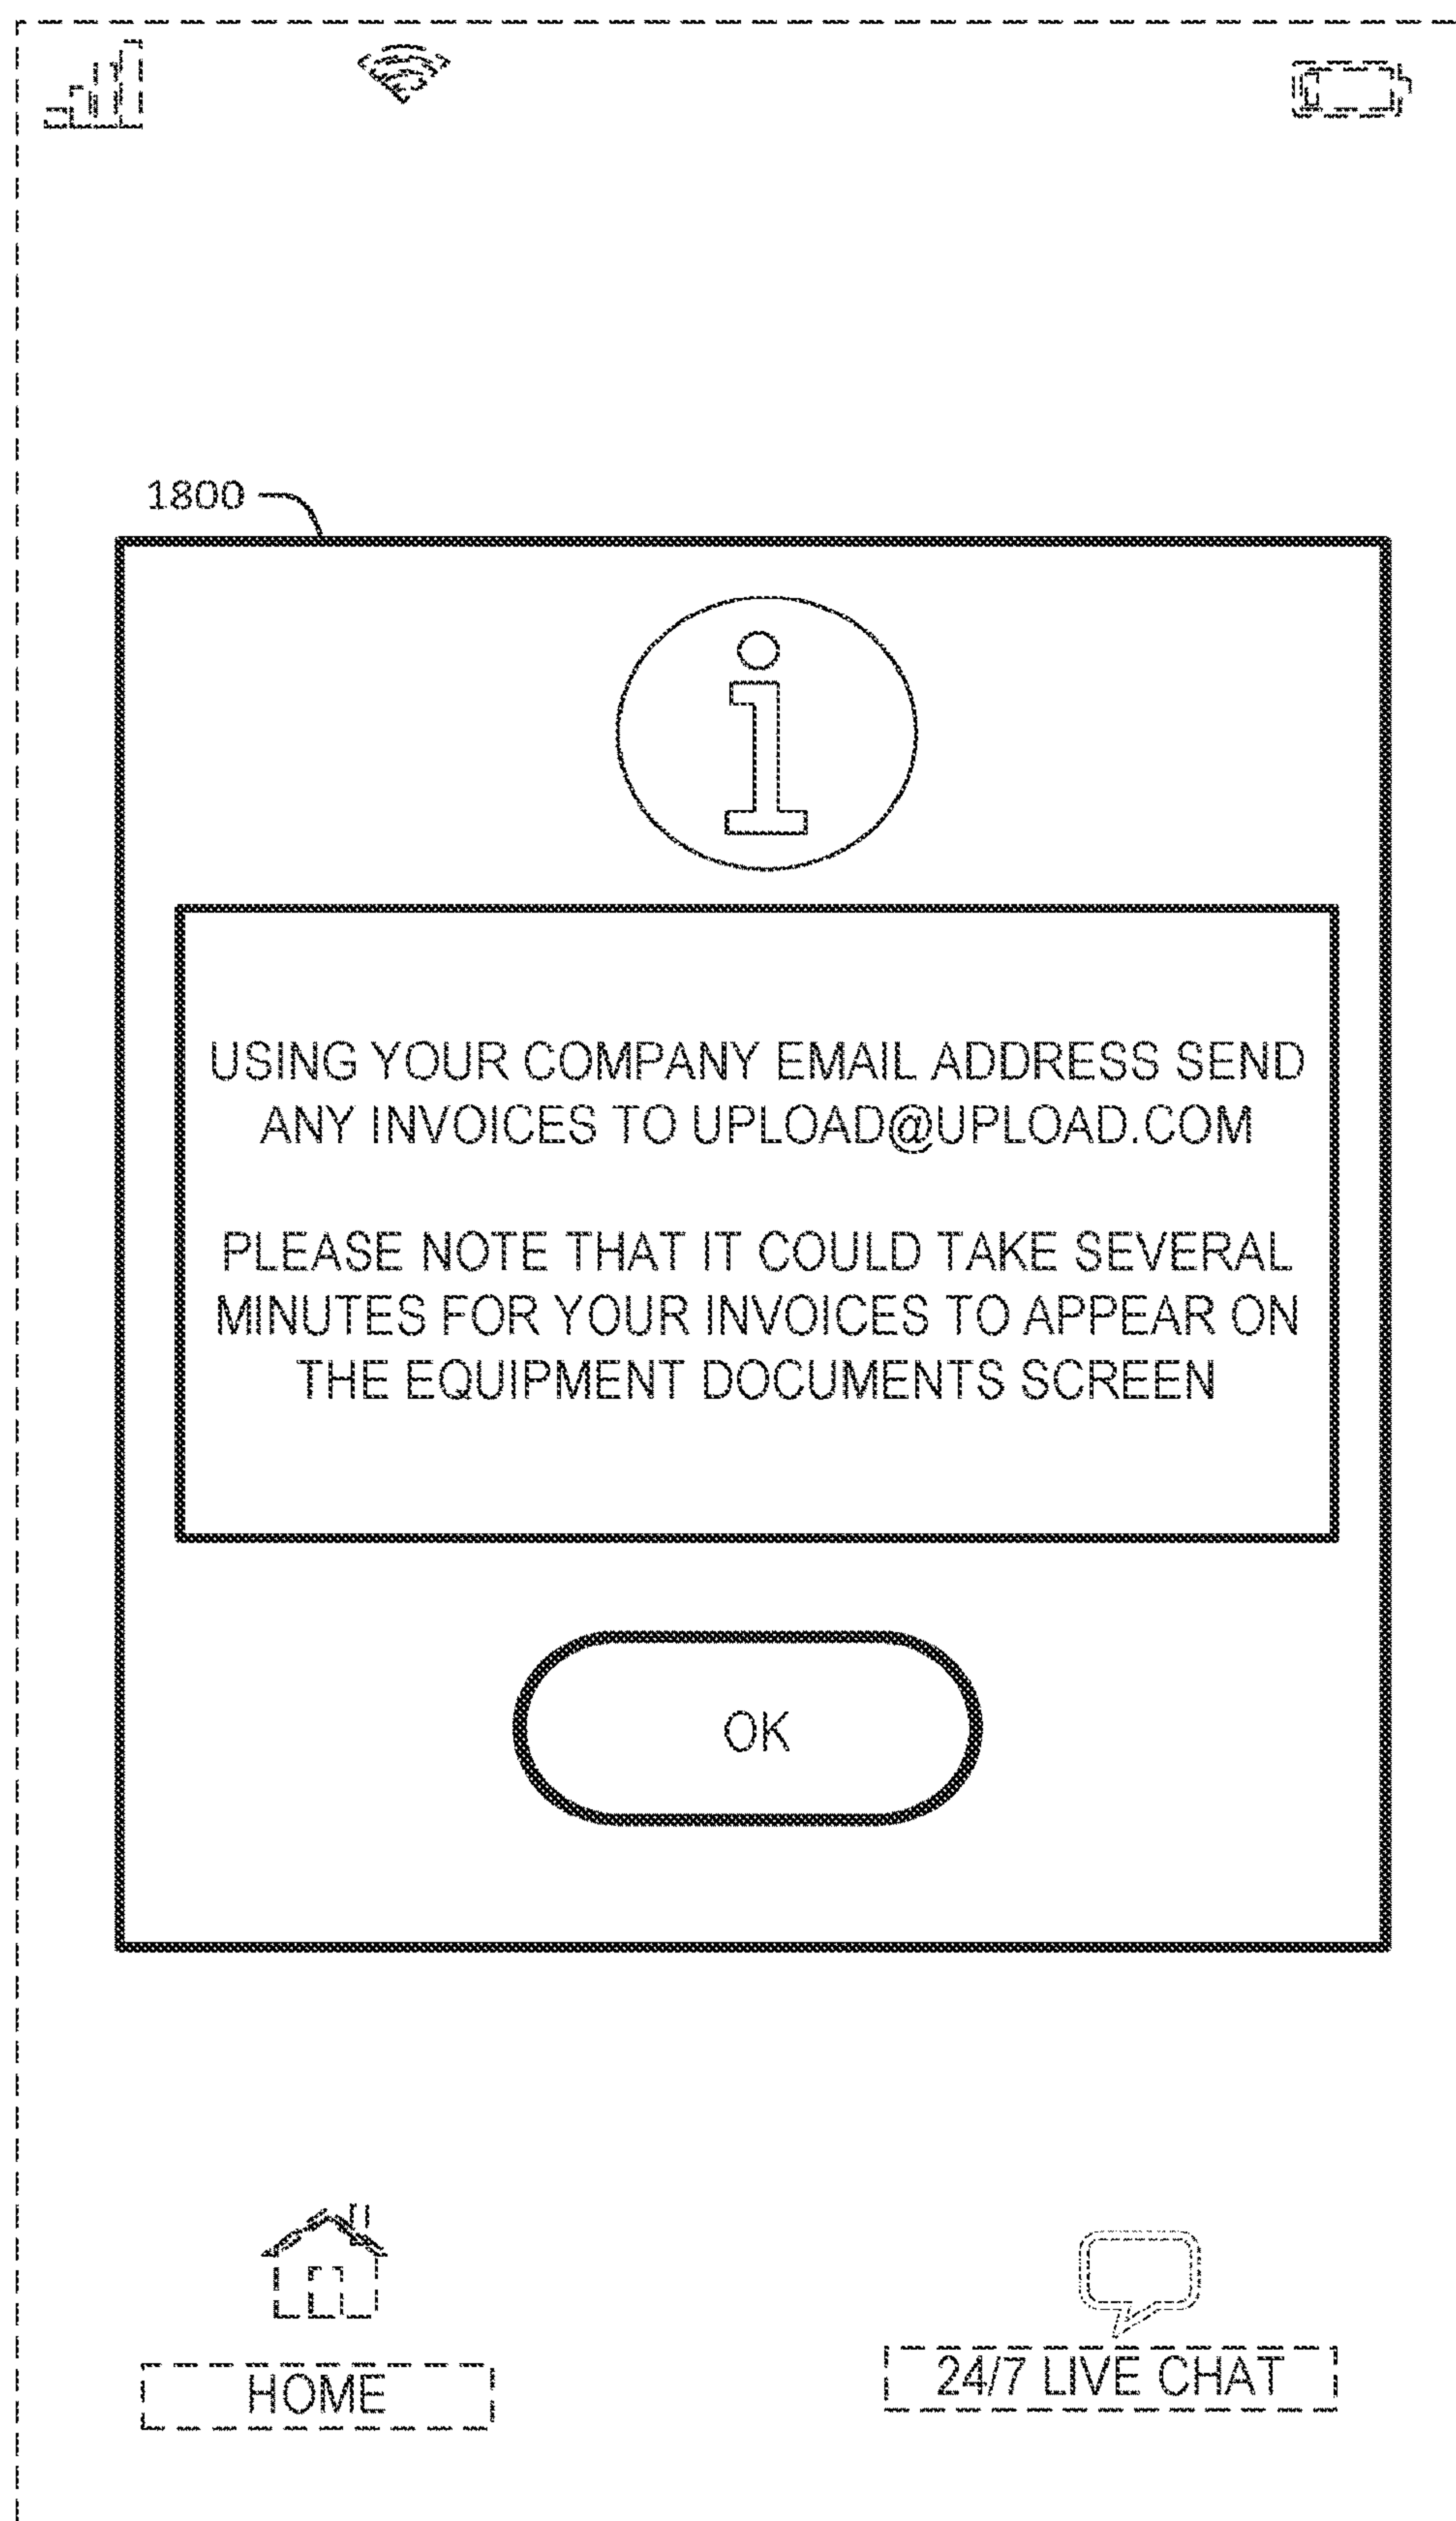 1800
i
USING YOUR COMPANY EMAIL ADDRESS SEND
ANY INVOICES TO UPLOAD@UPLOAD.COM
PLEASE NOTE THAT IT COULD TAKE SEVERAL
MINUTES FOR YOUR INVOICES TO APPEAR ON
THE EQUIPMENT DOCUMENTS SCREEN
OK
HOME
24/7 LIVE CHAT